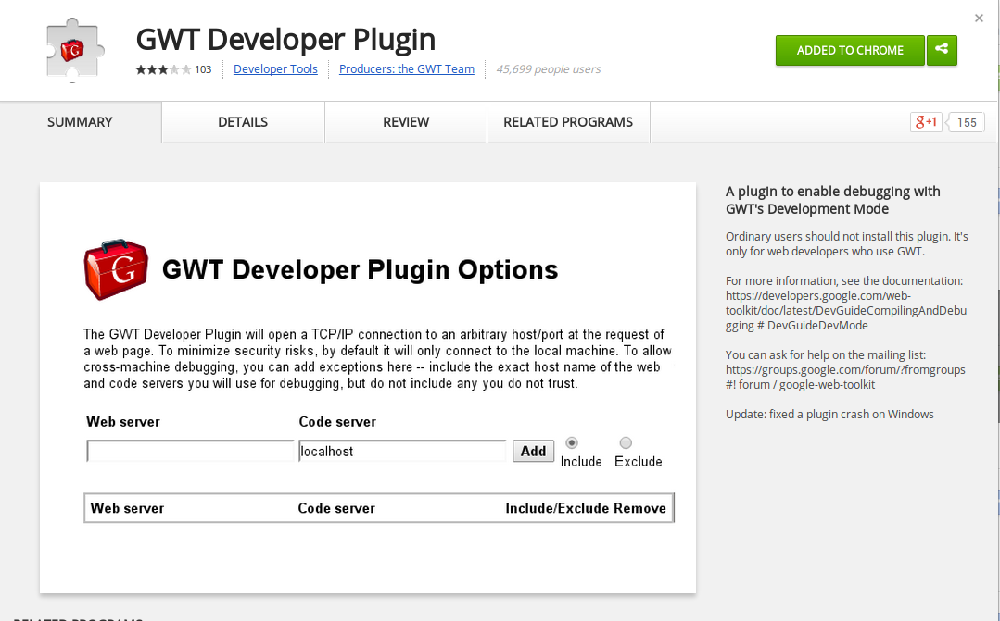 GWT Developer Plugin
103
Developer Tools
Producers: the GWT Team
45,699 people users
ADDED TO CHROME
SUMMARY
DETAILS
REVIEW
RELATED PROGRAMS
g+1
155
G
GWT Developer Plugin Options
The GWT Developer Plugin will open a TCP/IP connection to an arbitrary host/port at the request of
a web page. To minimize security risks, by default it will only connect to the local machine. To allow
cross-machine debugging, you can add exceptions here -- include the exact host name of the web
and code servers you will use for debugging, but do not include any you do not trust.
Web server
Code server
localhost
Add
Include
Exclude
Web server
Code server
Include/Exclude
Remove
A plugin to enable debugging with
GWT's Development Mode
Ordinary users should not install this plugin. It's
only for web developers who use GWT.
For more information, see the documentation:
https://developers.google.com/web-
toolkit/doc/latest/DevGuideCompilingAndDebu
gging # DevGuideDevMode
You can ask for help on the mailing list:
https://groups.google.com/forum/?fromgroups
#! forum / google-web-toolkit
Update: fixed a plugin crash on Windows
RELATED PROGRAMS